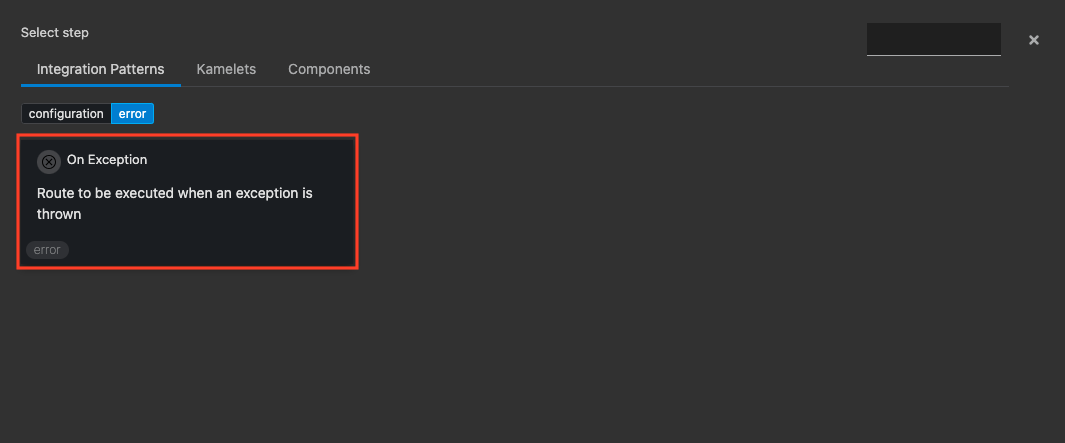 Select step
Integration Patterns Kamelets Components
configuration error
On Exception
Route to be executed when an exception is
thrown
error